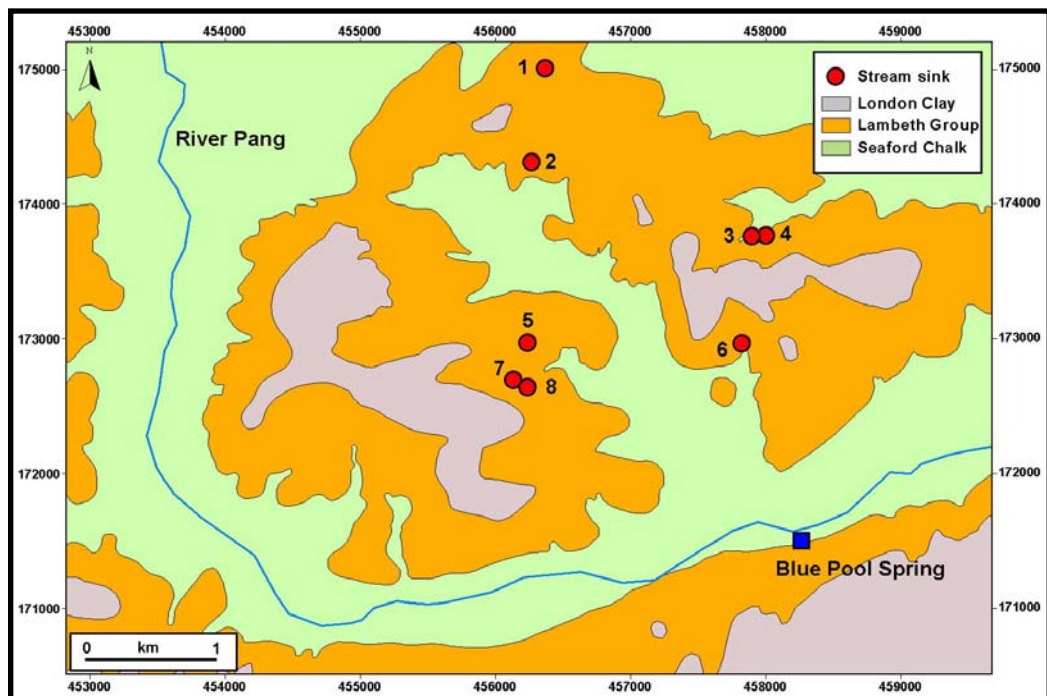 453000 454000 455000 456000 457000 458000 459000
175000 175000
N
1
Stream sink
London Clay
Lambeth Group
Seaford Chalk
River Pang
2
174000 174000
3 4
5
173000 173000
6
7
8
172000 172000
Blue Pool Spring
171000 171000
0 km 1
453000 454000 455000 456000 457000 458000 459000